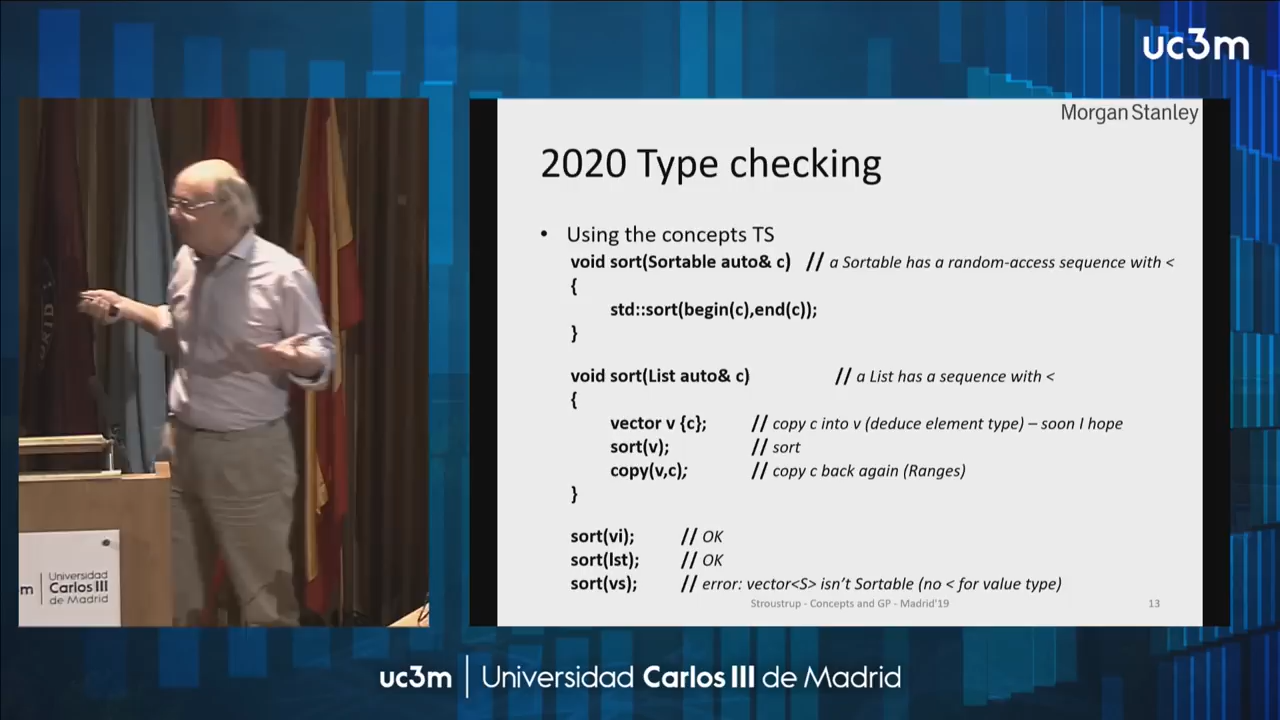 uc3m
Morgan Stanley
2020 Type checking
• Using the concepts TS
void sort(Sortable auto& c) // a Sortable has a random-access sequence with <
{
std::sort(begin(c),end(c));
}
void sort(List auto& c) // a List has a sequence with <
{
vector v {c}; // copy c into v (deduce element type) – soon I hope
sort(v); // sort
copy(v,c); // copy c back again (Ranges)
}
sort(vi); // OK
sort(lst); // OK
sort(vs); // error: vector<S> isn't Sortable (no < for value type)
Stroustrup - Concepts and GP - Madrid'19 13
m Universidad
Carlos III
de Madrid
uc3m | Universidad Carlos III de Madrid